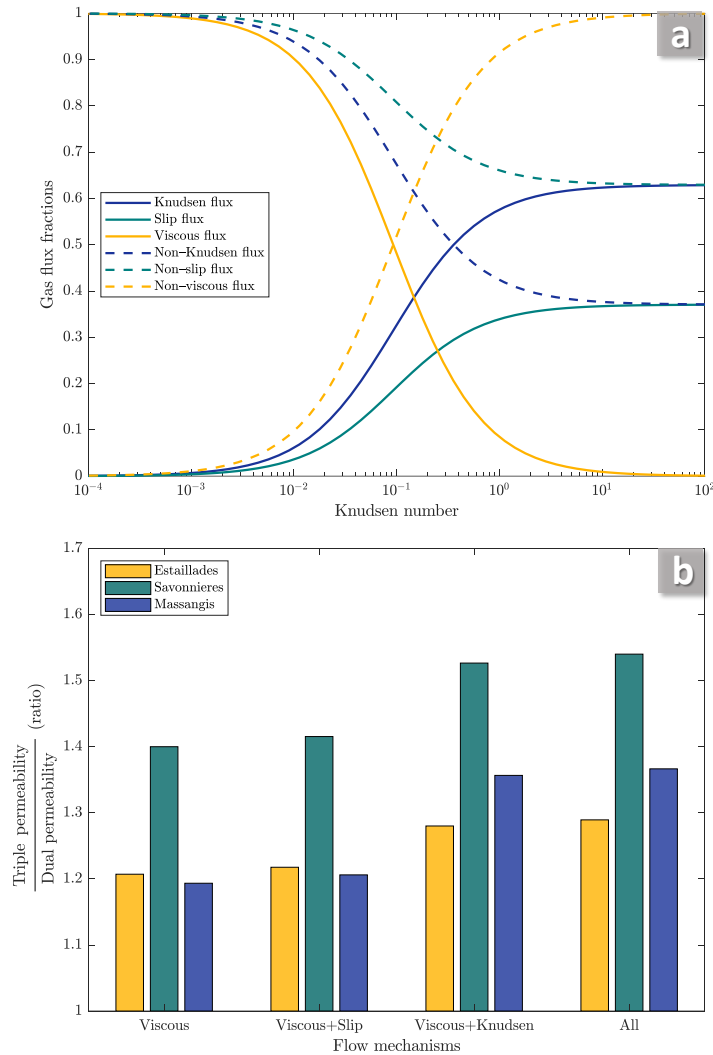 a
1
0.9
0.8
0.7
0.6
0.5
0.4
0.3
0.2
0.1
0
Gas flux fractions
Knudsen flux
Slip flux
Viscous flux
Non–Knudsen flux
Non–slip flux
Non–viscous flux
10⁻⁴ 10⁻³ 10⁻² 10⁻¹ 10⁰ 10¹ 10²
Knudsen number
b
1.7
1.6
1.5
1.4
1.3
1.2
1.1
1
Triple permeability
Dual permeability
(ratio)
Estaillades
Savonnieres
Massangis
Viscous Viscous+Slip Viscous+Knudsen All
Flow mechanisms